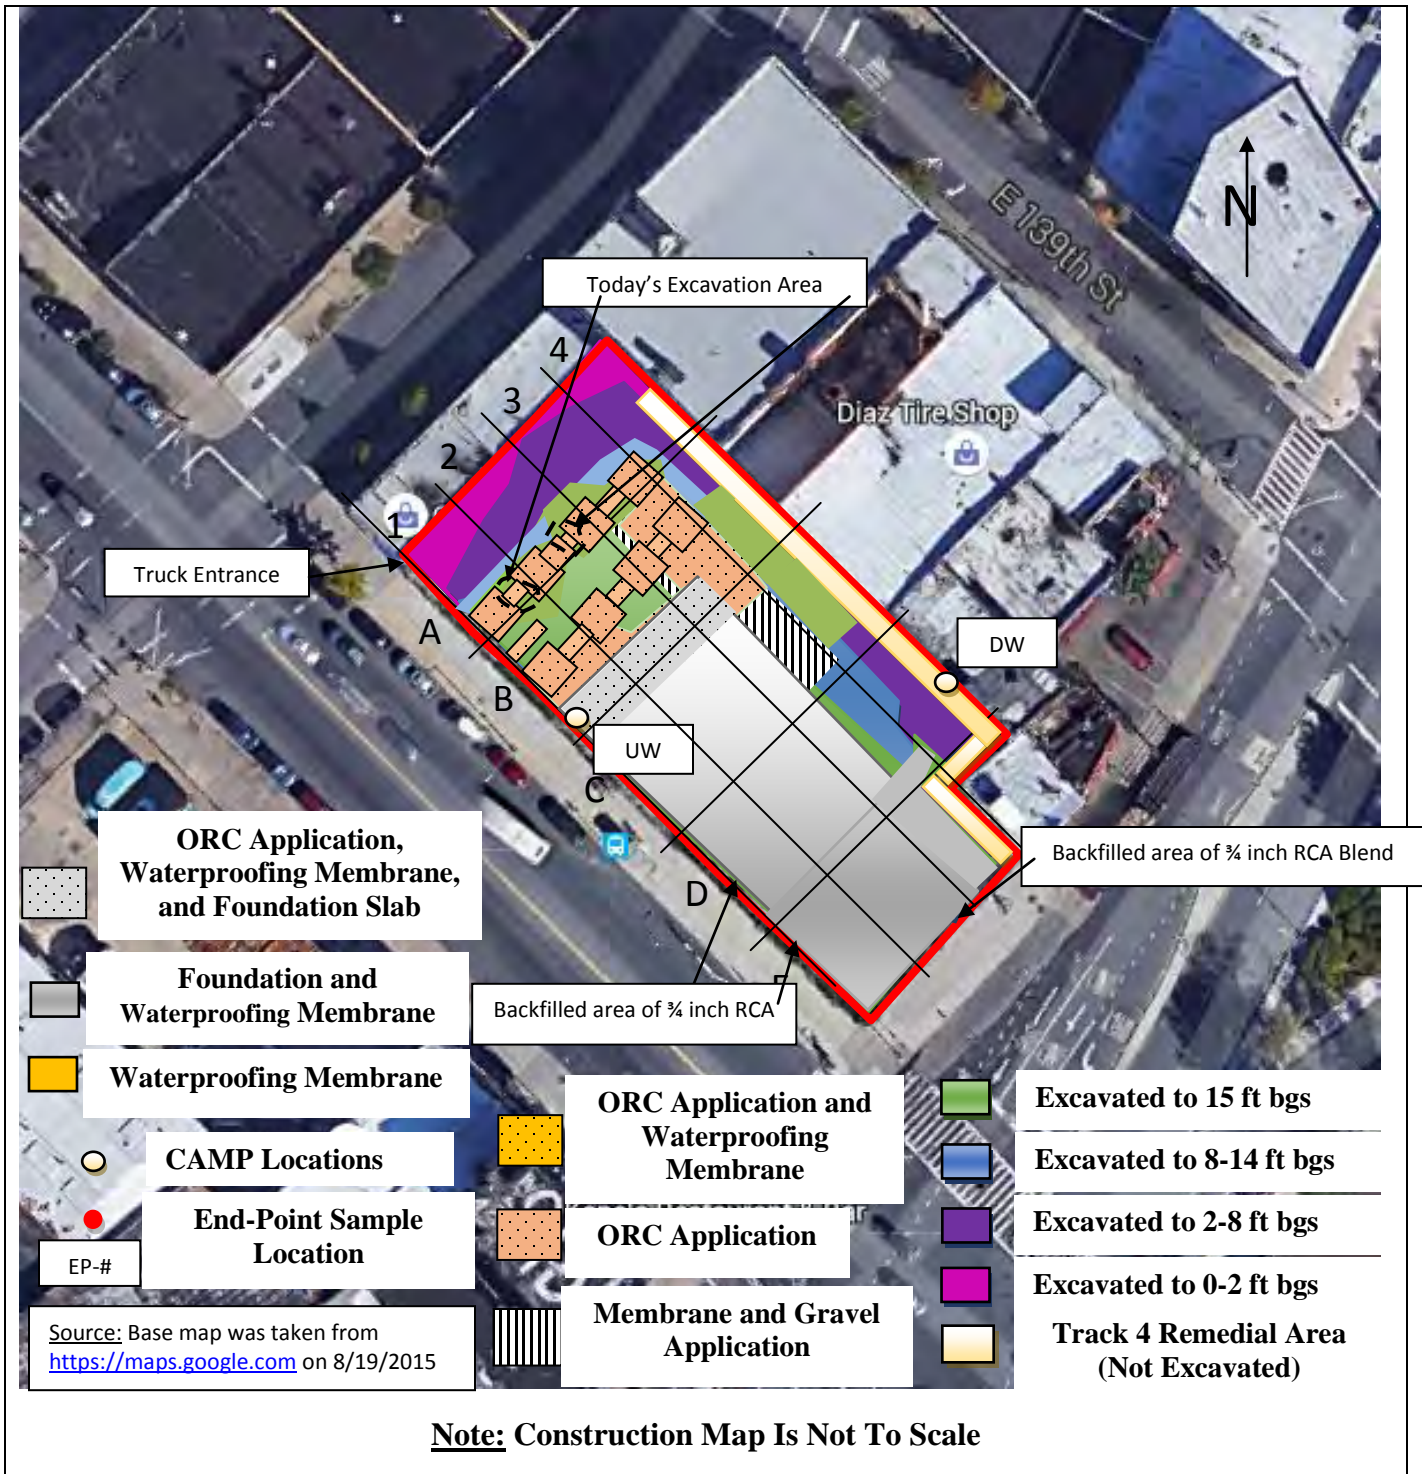 E 139th St
N
Today's Excavation Area
4
3
Diaz Tire Shop
2
1
Truck Entrance
A
DW
B
UW
C
ORC Application,
Waterproofing Membrane,
and Foundation Slab
Backfilled area of ¾ inch RCA Blend
D
Foundation and
Waterproofing Membrane
Backfilled area of ¾ inch RCA
Waterproofing Membrane
ORC Application and
Waterproofing
Membrane
Excavated to 15 ft bgs
CAMP Locations
Excavated to 8-14 ft bgs
End-Point Sample
Location
EP-#
ORC Application
Excavated to 2-8 ft bgs
Excavated to 0-2 ft bgs
Membrane and Gravel
Application
Track 4 Remedial Area
(Not Excavated)
Source: Base map was taken from
https://maps.google.com on 8/19/2015
Note: Construction Map Is Not To Scale